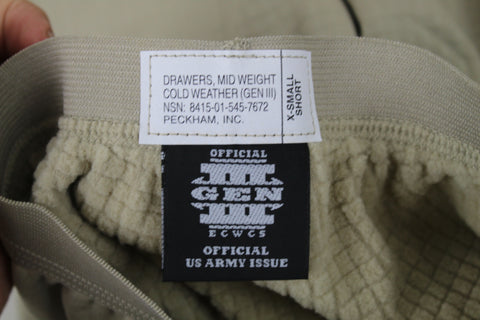 DRAWERS, MID WEIGHT
COLD WEATHER (GEN III)
NSN: 8415-01-545-7672
PECKHAM, INC.
X-SMALL
SHORT
OFFICIAL
III
GEN
III
ECWCS
OFFICIAL
US ARMY ISSUE